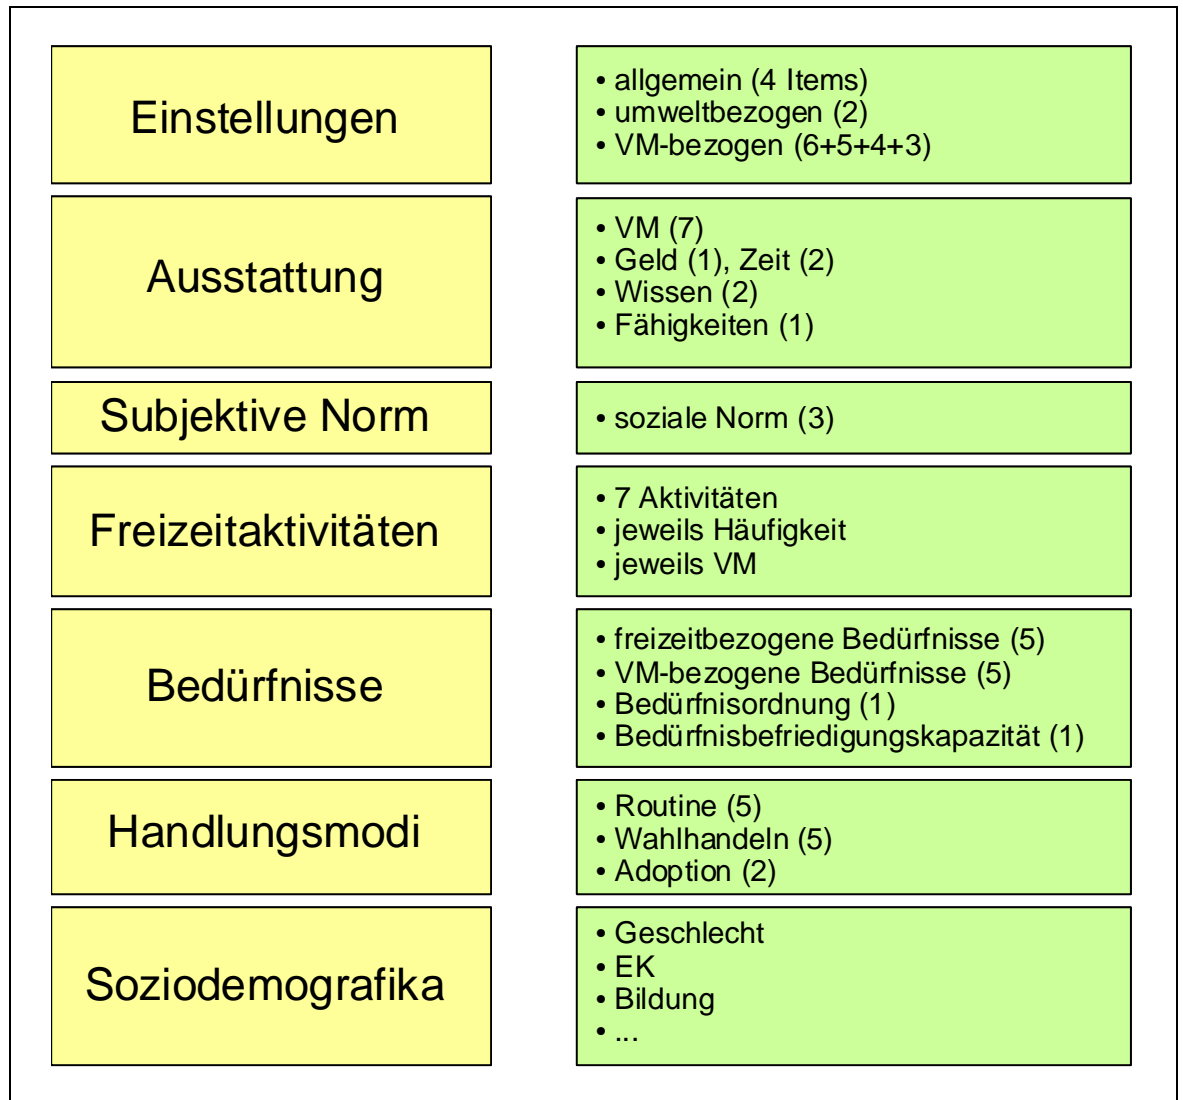 Einstellungen
• allgemein (4 Items)
• umweltbezogen (2)
• VM-bezogen (6+5+4+3)
Ausstattung
• VM (7)
• Geld (1), Zeit (2)
• Wissen (2)
• Fähigkeiten (1)
Subjektive Norm
• soziale Norm (3)
Freizeitaktivitäten
• 7 Aktivitäten
• jeweils Häufigkeit
• jeweils VM
Bedürfnisse
• freizeitbezogene Bedürfnisse (5)
• VM-bezogene Bedürfnisse (5)
• Bedürfnisordnung (1)
• Bedürfnisbefriedigungskapazität (1)
Handlungsmodi
• Routine (5)
• Wahlhandeln (5)
• Adoption (2)
Soziodemografika
• Geschlecht
• EK
• Bildung
• ...